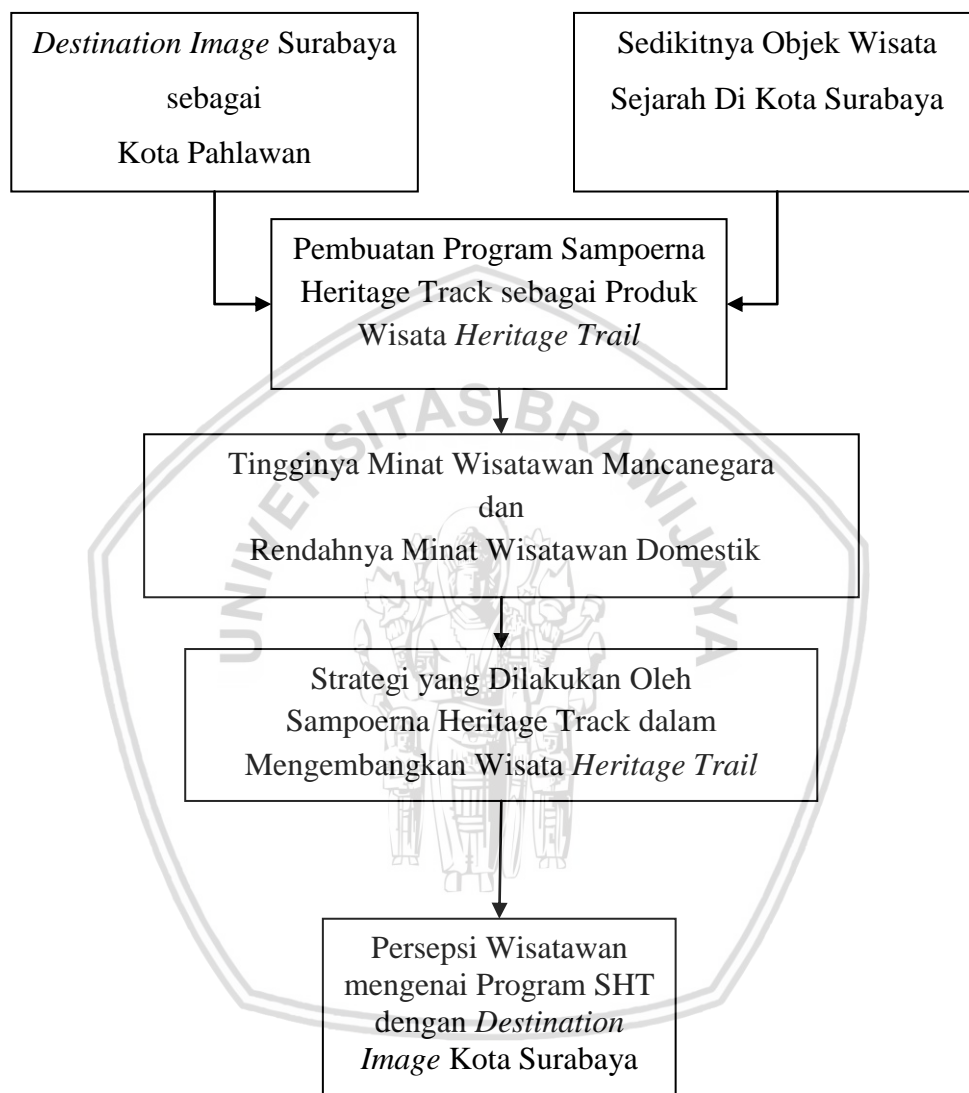 Destination Image Surabaya
sebagai
Kota Pahlawan
Sedikitnya Objek Wisata
Sejarah Di Kota Surabaya
Pembuatan Program Sampoerna
Heritage Track sebagai Produk
Wisata Heritage Trail
Tingginya Minat Wisatawan Mancanegara
dan
Rendahnya Minat Wisatawan Domestik
Strategi yang Dilakukan Oleh
Sampoerna Heritage Track dalam
Mengembangkan Wisata Heritage Trail
Persepsi Wisatawan
mengenai Program SHT
dengan Destination
Image Kota Surabaya
UNIVERSITAS BRAWIJAYA